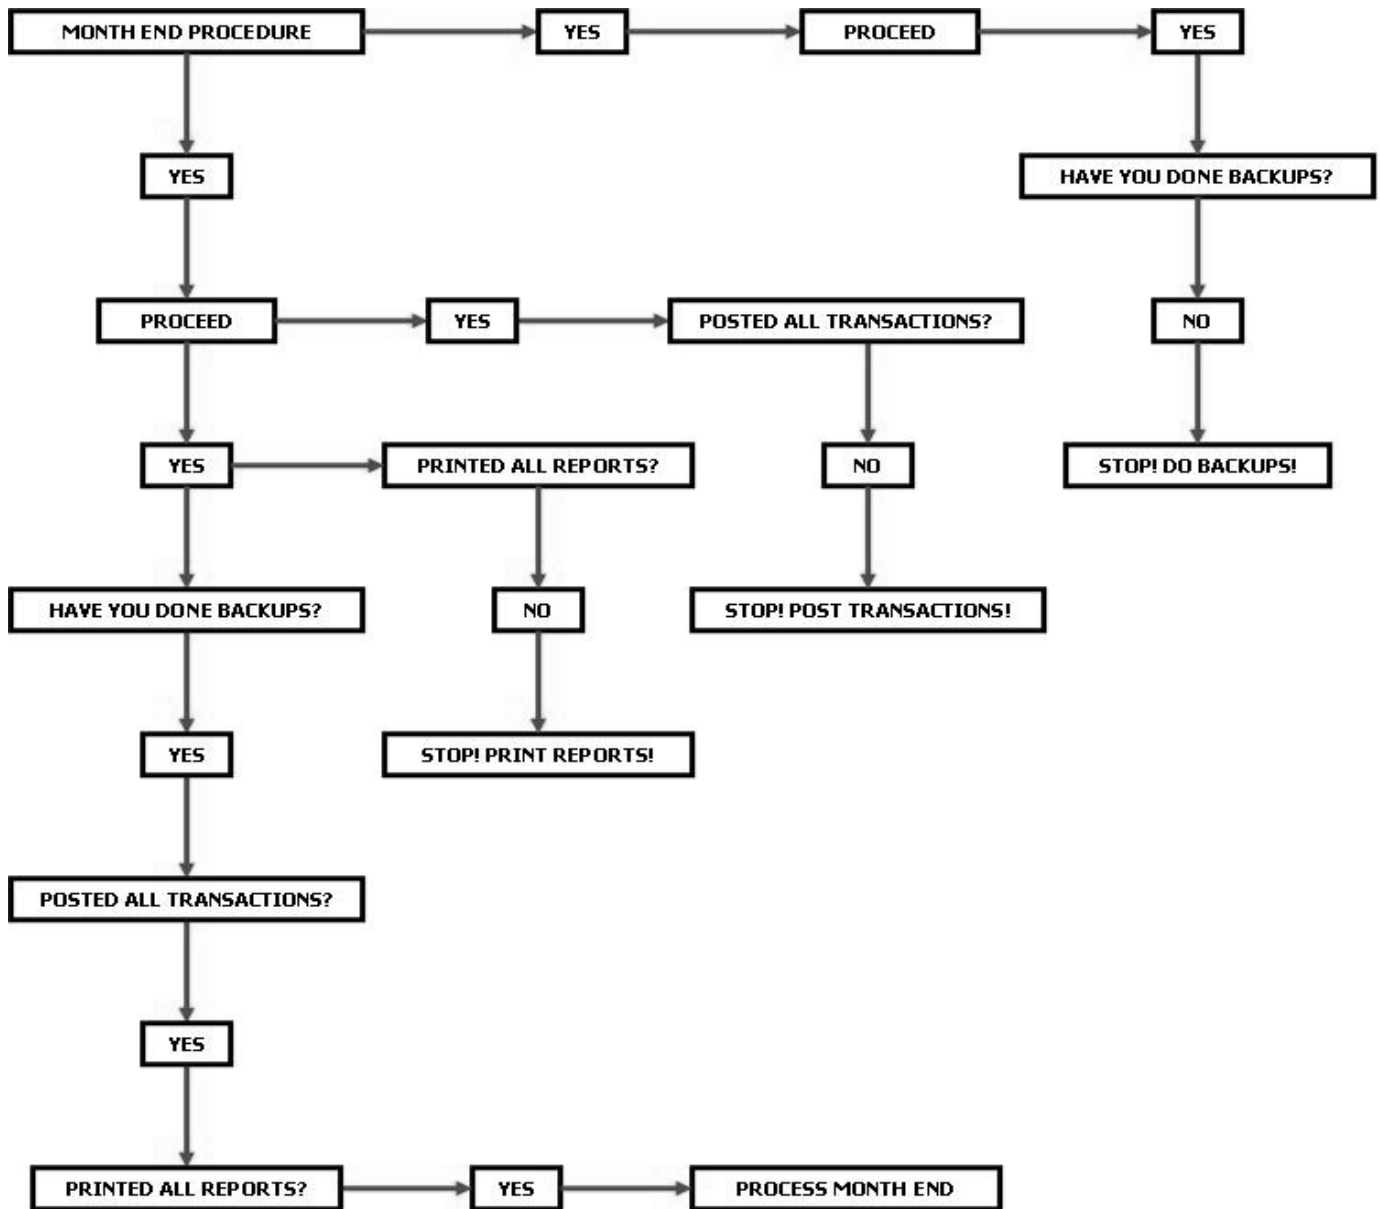 MONTH END PROCEDURE
YES
PROCEED
YES
YES
HAVE YOU DONE BACKUPS?
PROCEED
YES
POSTED ALL TRANSACTIONS?
NO
YES
PRINTED ALL REPORTS?
NO
STOP! DO BACKUPS!
HAVE YOU DONE BACKUPS?
NO
STOP! POST TRANSACTIONS!
YES
STOP! PRINT REPORTS!
POSTED ALL TRANSACTIONS?
YES
PRINTED ALL REPORTS?
YES
PROCESS MONTH END